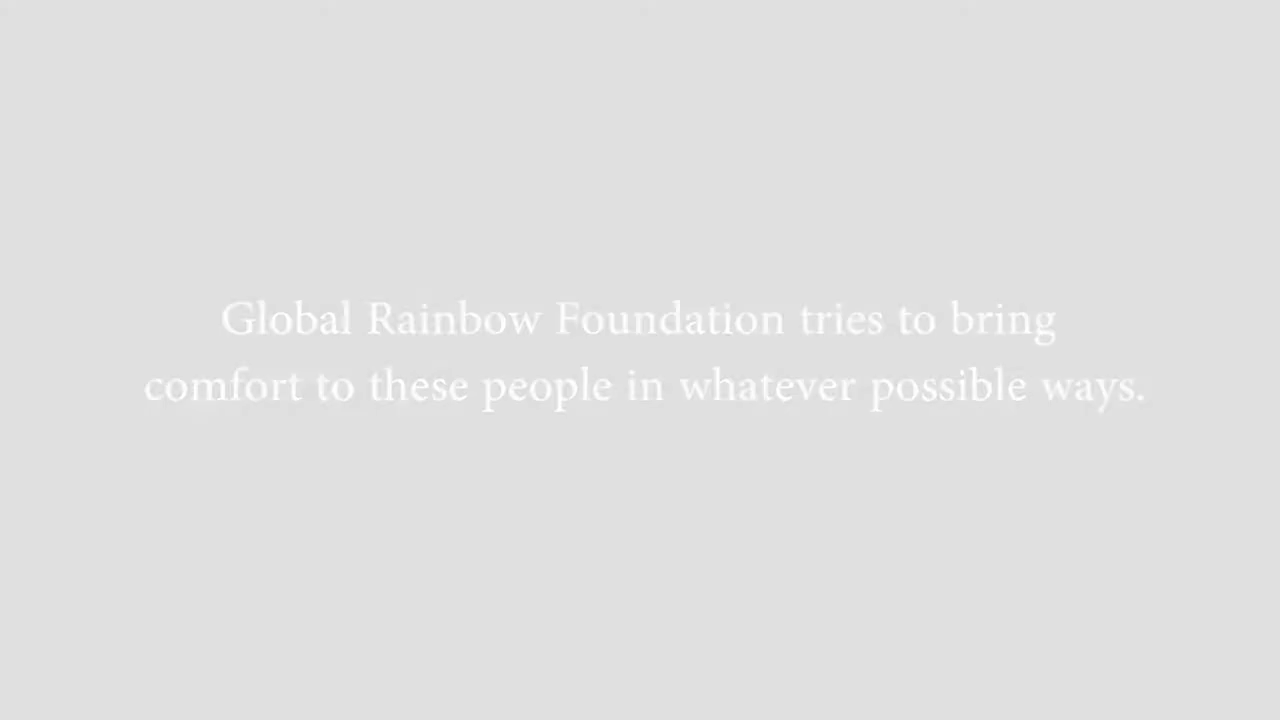 Global Rainbow Foundation tries to bring
comfort to these people in whatever possible ways.